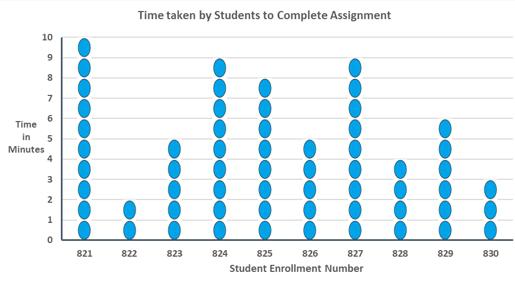 Time taken by Students to Complete Assignment
10
9
8
7
6
5
4
3
2
1
0
Time
in
Minutes
821 822 823 824 825 826 827 828 829 830
Student Enrollment Number